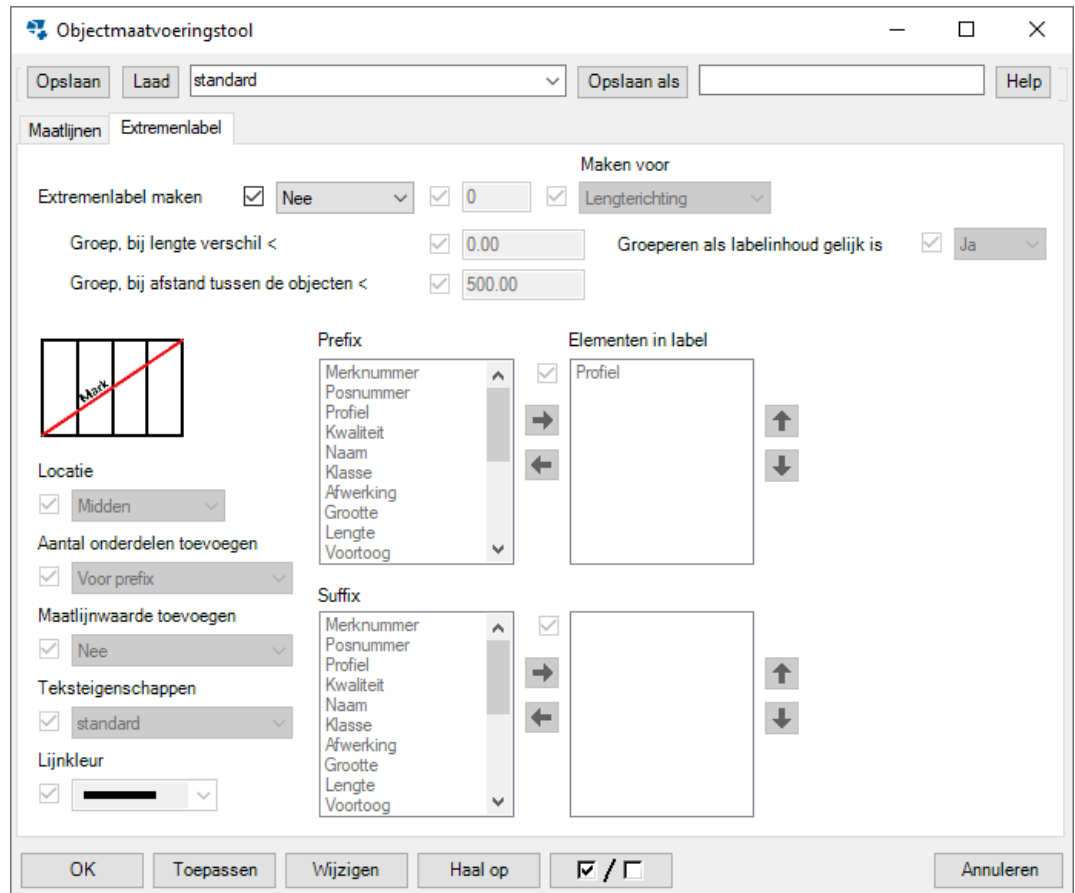 Objectmaatvoeringstool
Opslaan Laad standard Opslaan als Help
Maatlijnen Extremenlabel
Maken voor
Extremenlabel maken Nee 0 Lengterichting
Groep, bij lengte verschil < 0.00 Groeperen als labelinhoud gelijk is Ja
Groep, bij afstand tussen de objecten < 500.00
Prefix Elementen in label
Mark
Merknummer Profiel
Posnummer
Profiel
Kwaliteit
Naam
Klasse
Afwerking
Grootte
Lengte
Voortoog
Locatie
Midden
Aantal onderdelen toevoegen
Voor prefix
Maatlijnwaarde toevoegen
Nee
Teksteigenschappen
standard
Lijnkleur
Suffix
Merknummer
Posnummer
Profiel
Kwaliteit
Naam
Klasse
Afwerking
Grootte
Lengte
Voortoog
OK Toepassen Wijzigen Haal op / Annuleren